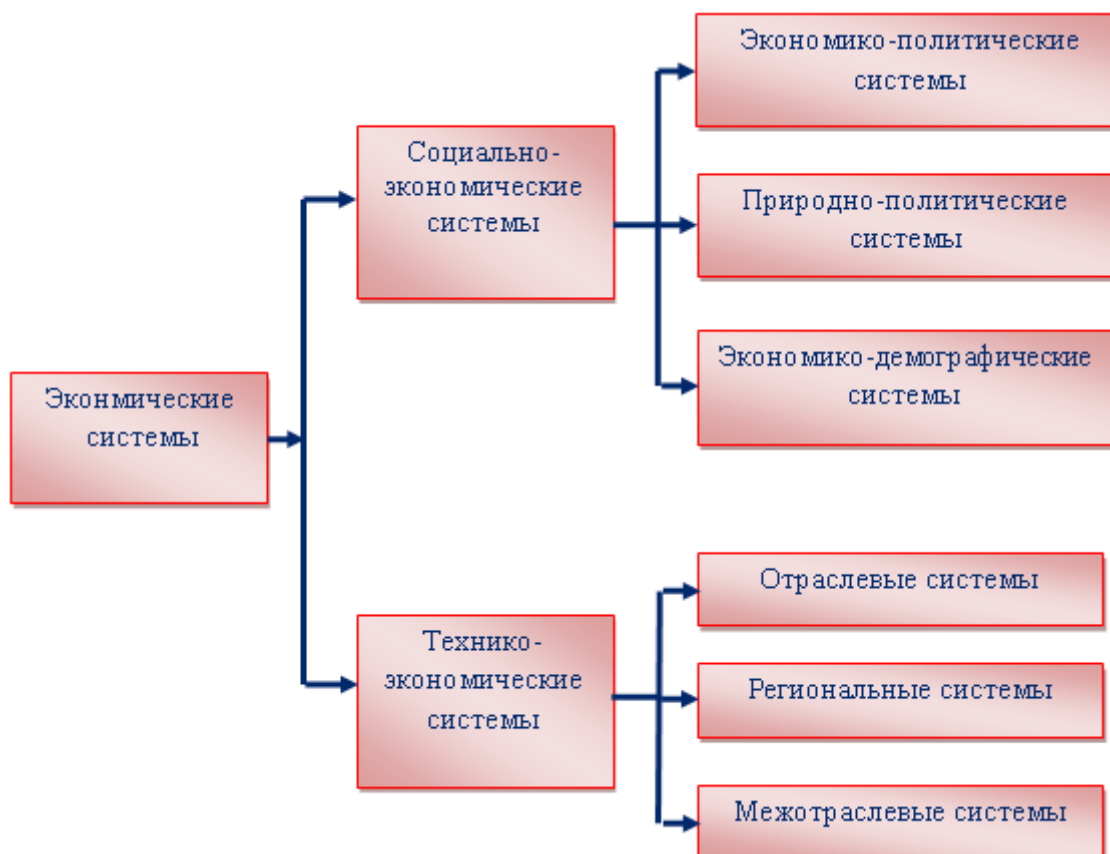 Экономико-политические
системы
Социально-
экономические
системы
Природно-политические
системы
Экономико-демографические
системы
Эконмические
системы
Отраслевые системы
Технико-
экономические
системы
Региональные системы
Межотраслевые системы